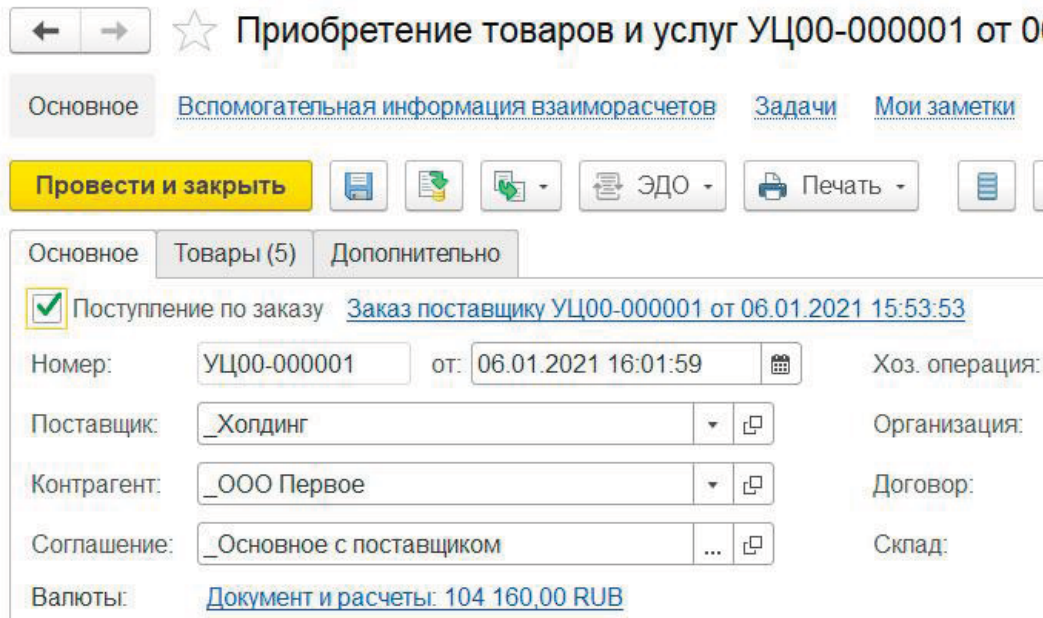 Приобретение товаров и услуг УЦ00-000001 от 0
Основное Вспомогательная информация взаиморасчетов Задачи Мои заметки
Провести и закрыть ЭДО Печать
Основное Товары (5) Дополнительно
Поступление по заказу Заказ поставщику УЦ00-000001 от 06.01.2021 15:53:53
Номер: УЦ00-000001 от: 06.01.2021 16:01:59 Хоз. операция:
Поставщик: _Холдинг Организация:
Контрагент: _ООО Первое Договор:
Соглашение: _Основное с поставщиком ... Склад:
Валюты: Документ и расчеты: 104 160,00 RUB